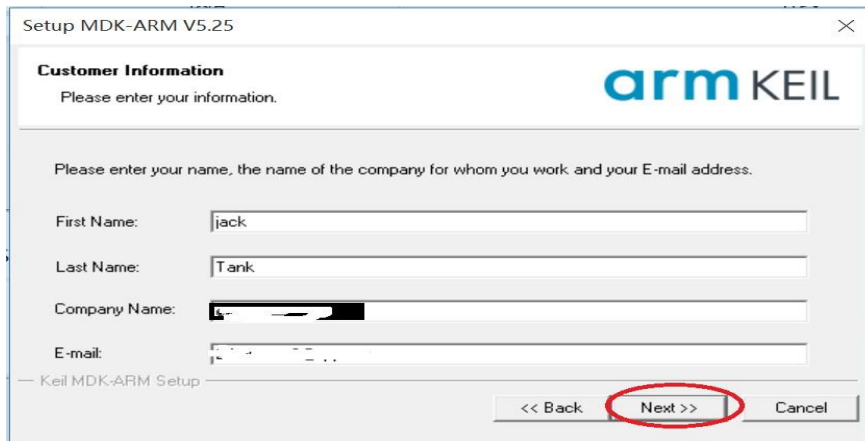 Setup MDK-ARM V5.25
Customer Information
Please enter your information.
arm KEIL
Please enter your name, the name of the company for whom you work and your E-mail address.
First Name: jack
Last Name: Tank
Company Name:
E-mail:
Keil MDK-ARM Setup
<< Back Next >> Cancel